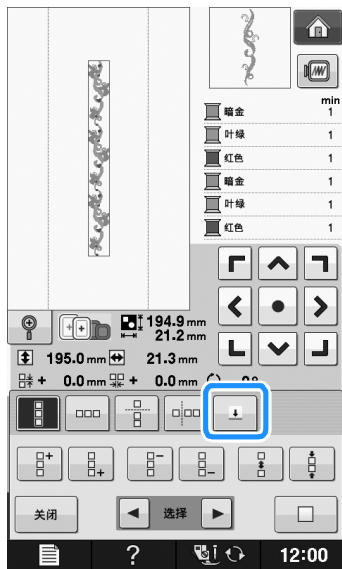 min
暗金 1
叶绿 1
红色 1
暗金 1
叶绿 1
红色 1
194.9 mm
21.2 mm
195.0 mm 21.3 mm
+ 0.0 mm + 0.0 mm
关闭 选择
? 12:00